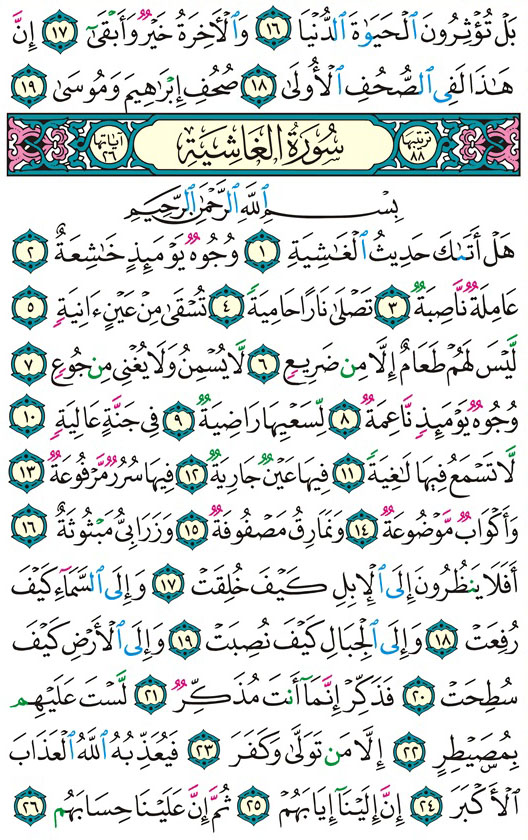 بَلْ تُؤْثِرُونَ ٱلْحَيَوٰةَ ٱلدُّنْيَا ١٦ وَٱلْأَخِرَةُ خَيْرٌ وَأَبْقَىٰٓ ١٧ إِنَّ
هَـٰذَا لَفِى ٱلصُّحُفِ ٱلْأُولَىٰ ١٨ صُحُفِ إِبْرَٰهِيمَ وَمُوسَىٰ ١٩
ترتيبها ٨٨ سُورَةُ الغَاشِيَةِ آياتها ٢٦
بِسْمِ ٱللَّهِ ٱلرَّحْمَـٰنِ ٱلرَّحِيمِ
هَلْ أَتَىٰكَ حَدِيثُ ٱلْغَـٰشِيَةِ ١ وُجُوهٌ يَوْمَئِذٍ خَـٰشِعَةٌ ٢
عَامِلَةٌ نَّاصِبَةٌ ٣ تَصْلَىٰ نَارًا حَامِيَةً ٤ تُسْقَىٰ مِنْ عَيْنٍ ءَانِيَةٍ ٥
لَّيْسَ لَهُمْ طَعَامٌ إِلَّا مِن ضَرِيعٍ ٦ لَّا يُسْمِنُ وَلَا يُغْنِى مِن جُوعٍ ٧
وُجُوهٌ يَوْمَئِذٍ نَّاعِمَةٌ ٨ لِّسَعْيِهَا رَاضِيَةٌ ٩ فِى جَنَّةٍ عَالِيَةٍ ١٠
لَّا تَسْمَعُ فِيهَا لَـٰغِيَةً ١١ فِيهَا عَيْنٌ جَارِيَةٌ ١٢ فِيهَا سُرُرٌ مَّرْفُوعَةٌ ١٣
وَأَكْوَابٌ مَّوْضُوعَةٌ ١٤ وَنَمَارِقُ مَصْفُوفَةٌ ١٥ وَزَرَابِىُّ مَبْثُوثَةٌ ١٦
أَفَلَا يَنظُرُونَ إِلَى ٱلْإِبِلِ كَيْفَ خُلِقَتْ ١٧ وَإِلَى ٱلسَّمَآءِ كَيْفَ
رُفِعَتْ ١٨ وَإِلَى ٱلْجِبَالِ كَيْفَ نُصِبَتْ ١٩ وَإِلَى ٱلْأَرْضِ كَيْفَ
سُطِحَتْ ٢٠ فَذَكِّرْ إِنَّمَآ أَنتَ مُذَكِّرٌ ٢١ لَّسْتَ عَلَيْهِم
بِمُصَيْطِرٍ ٢٢ إِلَّا مَن تَوَلَّىٰ وَكَفَرَ ٢٣ فَيُعَذِّبُهُ ٱللَّهُ ٱلْعَذَابَ
ٱلْأَكْبَرَ ٢٤ إِنَّ إِلَيْنَآ إِيَابَهُمْ ٢٥ ثُمَّ إِنَّ عَلَيْنَا حِسَابَهُم ٢٦